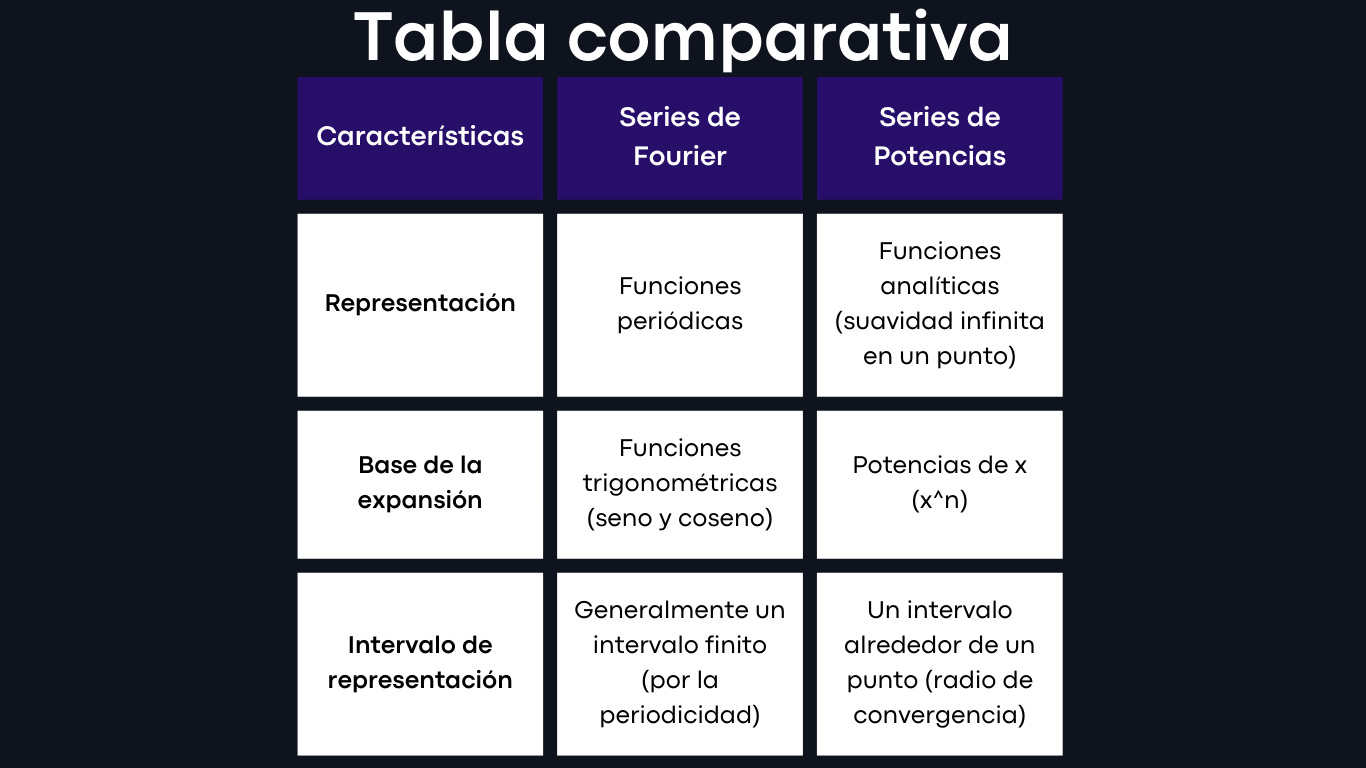 Tabla comparativa
Características
Series de
Fourier
Series de
Potencias
Representación
Funciones
periódicas
Funciones
analíticas
(suavidad infinita
en un punto)
Base de la
expansión
Funciones
trigonométricas
(seno y coseno)
Potencias de x
(x^n)
Intervalo de
representación
Generalmente un
intervalo finito
(por la
periodicidad)
Un intervalo
alrededor de un
punto (radio de
convergencia)